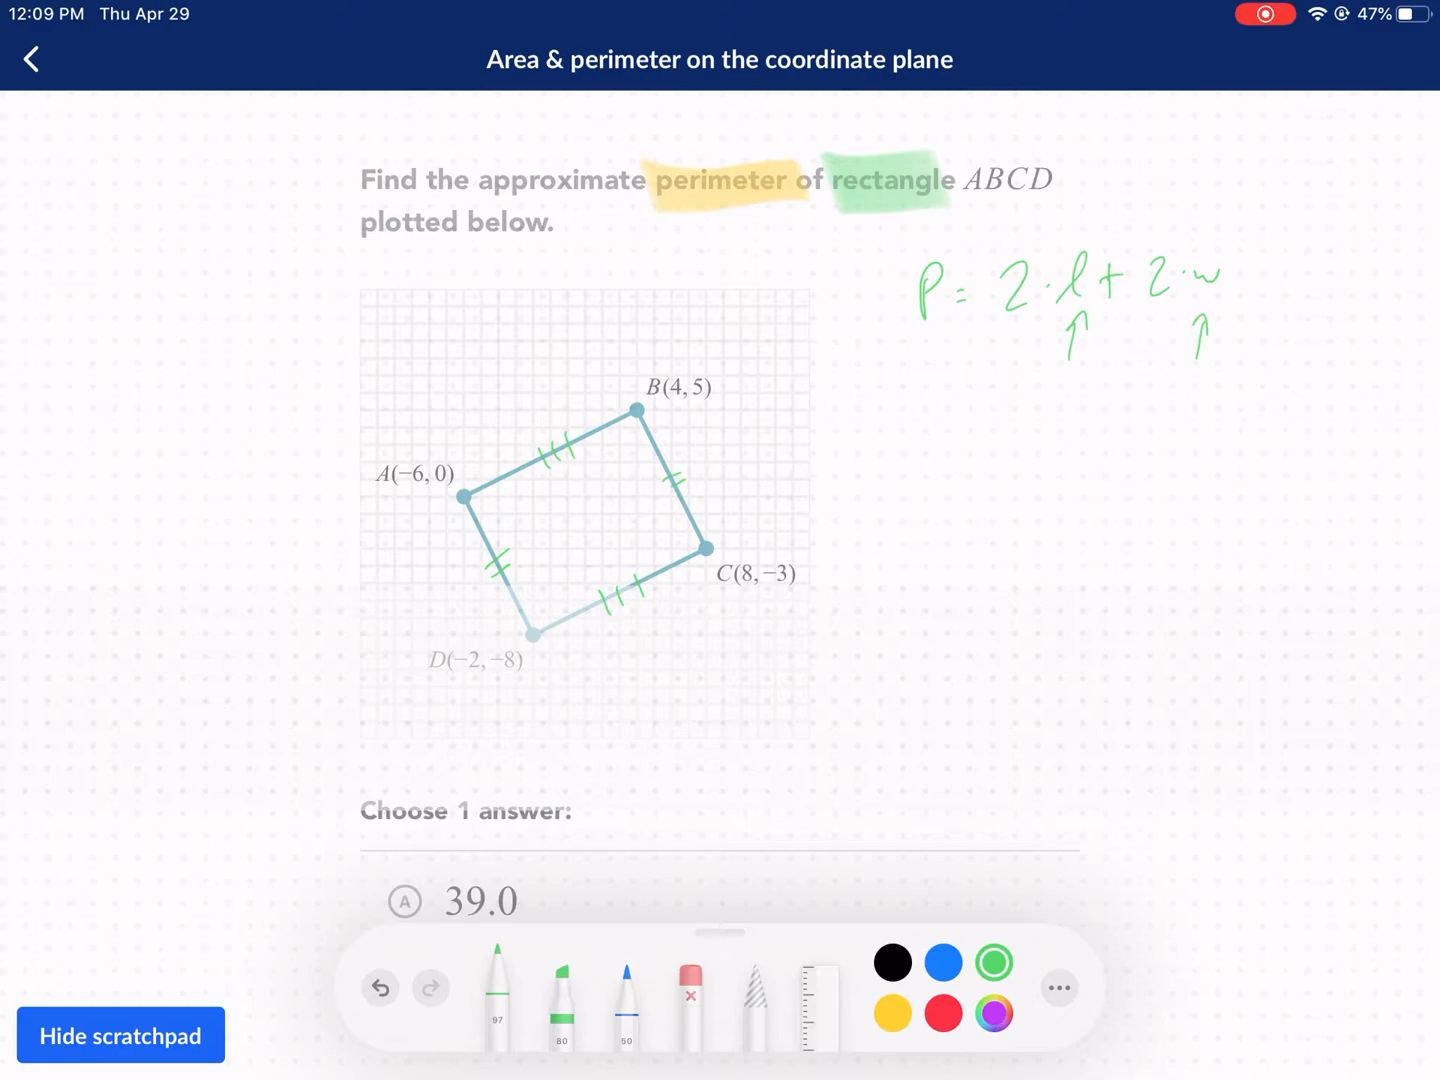 12:09 PM Thu Apr 29
47%
Area & perimeter on the coordinate plane
Find the approximate perimeter of rectangle ABCD
plotted below.
P = 2 · l + 2 · w
B(4, 5)
A(−6, 0)
C(8, −3)
D(−2, −8)
Choose 1 answer:
A 39.0
97
80
50
Hide scratchpad